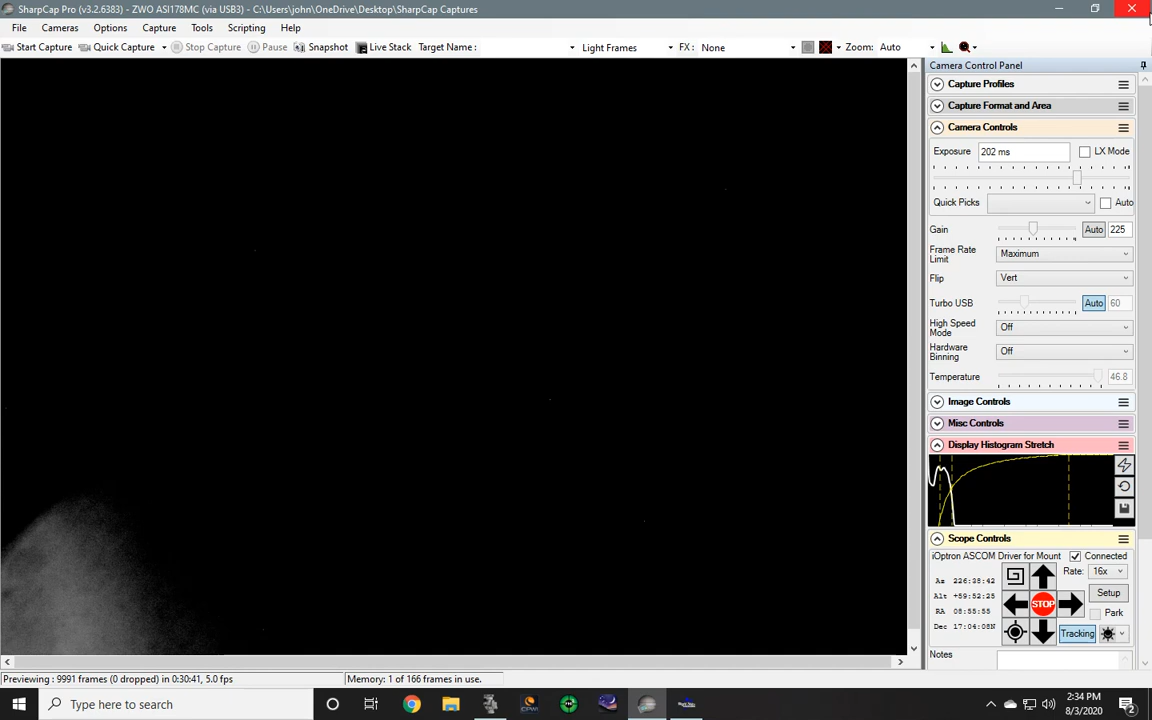 SharpCap Pro (v3.2.6383) - ZWO ASI178MC (via USB3) - C:\Users\john\OneDrive\Desktop\SharpCap Captures
File Cameras Options Capture Tools Scripting Help
Start Capture Quick Capture Stop Capture Pause Snapshot Live Stack Target Name : Light Frames FX : None Zoom: Auto
Camera Control Panel
Capture Profiles
Capture Format and Area
Camera Controls
Exposure 202 ms LX Mode
Quick Picks Auto
Gain Auto 225
Frame Rate Limit Maximum
Flip Vert
Turbo USB Auto 60
High Speed Mode Off
Hardware Binning Off
Temperature 46.8
Image Controls
Misc Controls
Display Histogram Stretch
Scope Controls
iOptron ASCOM Driver for Mount Connected
Az 226:35:42
Alt +59:52:25
RA 08:55:55
Dec 17:04:08N
Rate: 16x
STOP
Setup
Park
Tracking
Notes
Previewing : 9991 frames (0 dropped) in 0:30:41, 5.0 fps Memory: 1 of 166 frames in use.
Type here to search
2:34 PM
8/3/2020
2